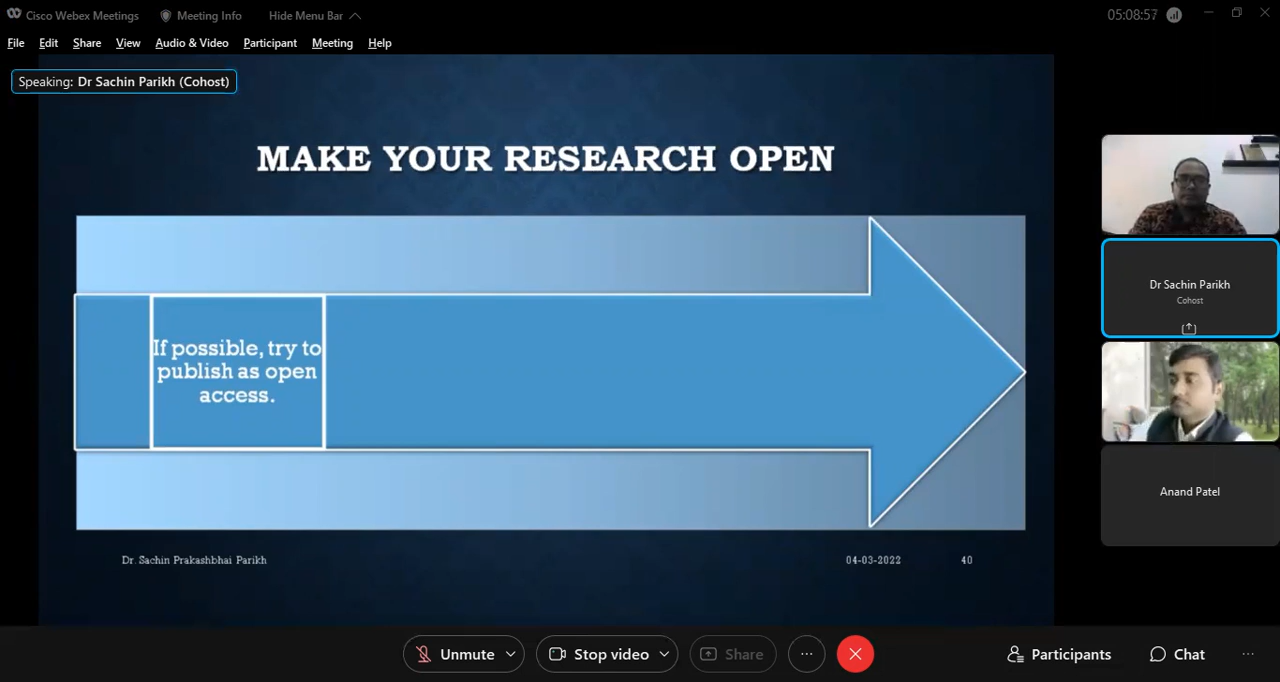 Cisco Webex Meetings Meeting Info Hide Menu Bar 05:08:57
File Edit Share View Audio & Video Participant Meeting Help
Speaking: Dr Sachin Parikh (Cohost)
MAKE YOUR RESEARCH OPEN
If possible, try to
publish as open
access.
Dr. Sachin Prakashbhai Parikh 04-03-2022 40
Dr Sachin Parikh
Cohost
Anand Patel
Unmute Stop video Share Participants Chat